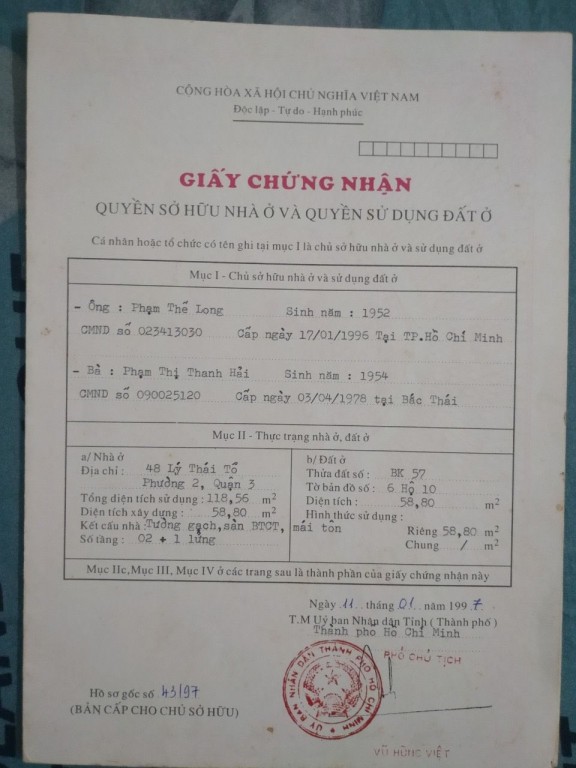 CỘNG HÒA XÃ HỘI CHỦ NGHĨA VIỆT NAM
Độc lập - Tự do - Hạnh phúc
GIẤY CHỨNG NHẬN
QUYỀN SỞ HỮU NHÀ Ở VÀ QUYỀN SỬ DỤNG ĐẤT Ở
Cá nhân hoặc tổ chức có tên ghi tại mục I là chủ sở hữu nhà ở và sử dụng đất ở
Mục I - Chủ sở hữu nhà ở và sử dụng đất ở
- Ông : Phạm Thế Long Sinh năm : 1952
CMND số 023413030 Cấp ngày 17/01/1996 Tại TP.Hồ Chí Minh
- Bà : Phạm Thị Thanh Hải Sinh năm : 1954
CMND số 090025120 Cấp ngày 03/04/1978 tại Bắc Thái
Mục II - Thực trạng nhà ở, đất ở
a/ Nhà ở
Địa chỉ : 48 Lý Thái Tổ
Phường 2, Quận 3
Tổng diện tích sử dụng : 118,56 m²
Diện tích xây dựng : 58,80 m²
Kết cấu nhà : Tường gạch, sàn BTCT, mái tôn
Số tầng : 02 + 1 lửng
b/ Đất ở
Thửa đất số : BK 57
Tờ bản đồ số : 6 Hộ 10
Diện tích : 58,80 m²
Hình thức sử dụng :
Riêng 58,80 m²
Chung / m²
Mục IIc, Mục III, Mục IV ở các trang sau là thành phần của giấy chứng nhận này
Ngày 11 tháng 01 năm 1997
T.M Uỷ ban Nhân dân Tỉnh ( Thành phố )
Thành phố Hồ Chí Minh
PHÓ CHỦ TỊCH
ỦY BAN NHÂN DÂN THÀNH PHỐ HỒ CHÍ MINH
Hồ sơ gốc số 43/97
(BẢN CẤP CHO CHỦ SỞ HỮU)
VŨ HÙNG VIỆT